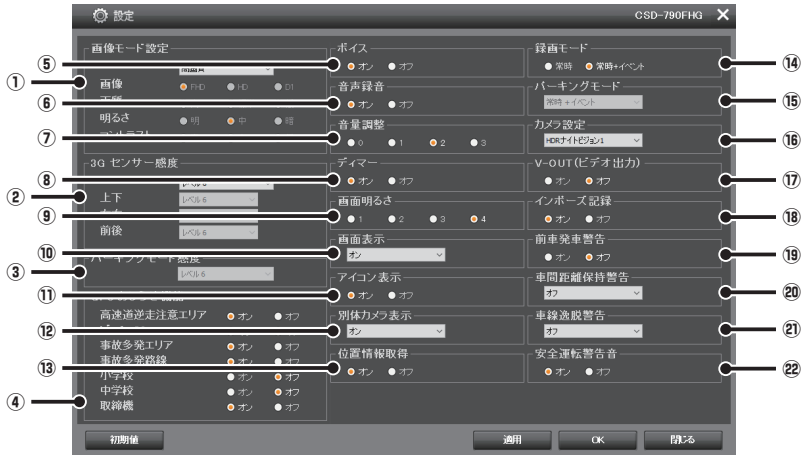 設定
CSD-790FHG
画像モード設定
画像
FHD
HD
D1
明るさ
明
中
暗
3G センサー感度
上下
レベル 6
前後
レベル 6
パーキングモード感度
レベル 6
高速道逆走注意エリア
オン
オフ
事故多発エリア
オン
オフ
事故多発路線
オン
オフ
小学校
オン
オフ
中学校
オン
オフ
取締機
オン
オフ
ボイス
オン
オフ
音声録音
オン
オフ
音量調整
0
1
2
3
ディマー
オン
オフ
画面明るさ
1
2
3
4
画面表示
オン
アイコン表示
オン
オフ
別体カメラ表示
オン
位置情報取得
オン
オフ
録画モード
常時
常時+イベント
パーキングモード
常時 +イベント
カメラ設定
HDRナイトビジョン1
V-OUT(ビデオ出力)
オン
オフ
インポーズ記録
オン
オフ
前車発車警告
オン
オフ
車間距離保持警告
オフ
車線逸脱警告
オフ
安全運転警告音
オン
オフ
初期値
適用
OK
閉じる
①
②
③
④
⑤
⑥
⑦
⑧
⑨
⑩
⑪
⑫
⑬
⑭
⑮
⑯
⑰
⑱
⑲
⑳
㉑
㉒